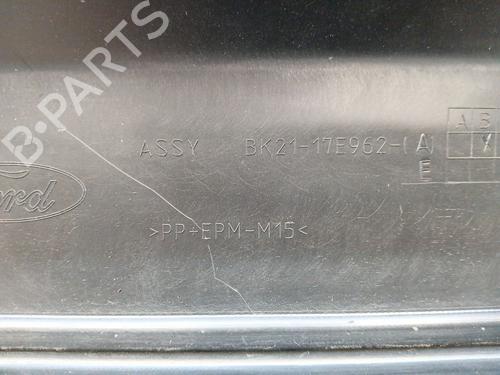 B-PARTS
A B
ASSY BK21-17E962-(A) Y
E
Ford
>PP+EPM-M15<